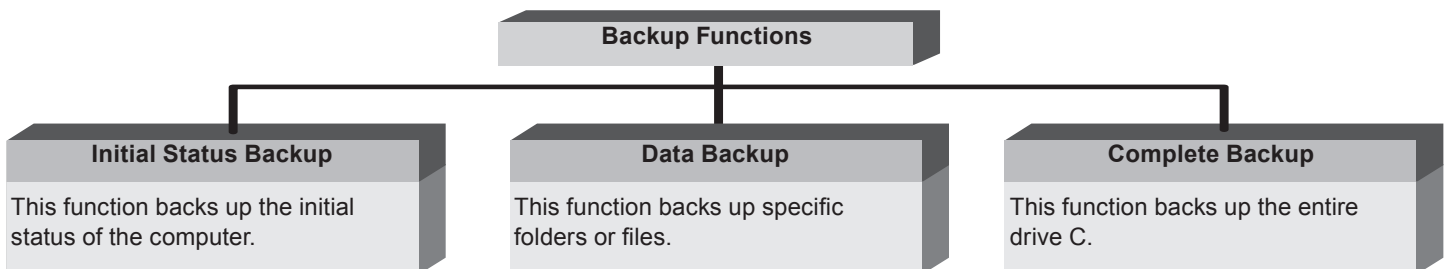 Backup Functions
Initial Status Backup
This function backs up the initial
status of the computer.
Data Backup
This function backs up specific
folders or files.
Complete Backup
This function backs up the entire
drive C.